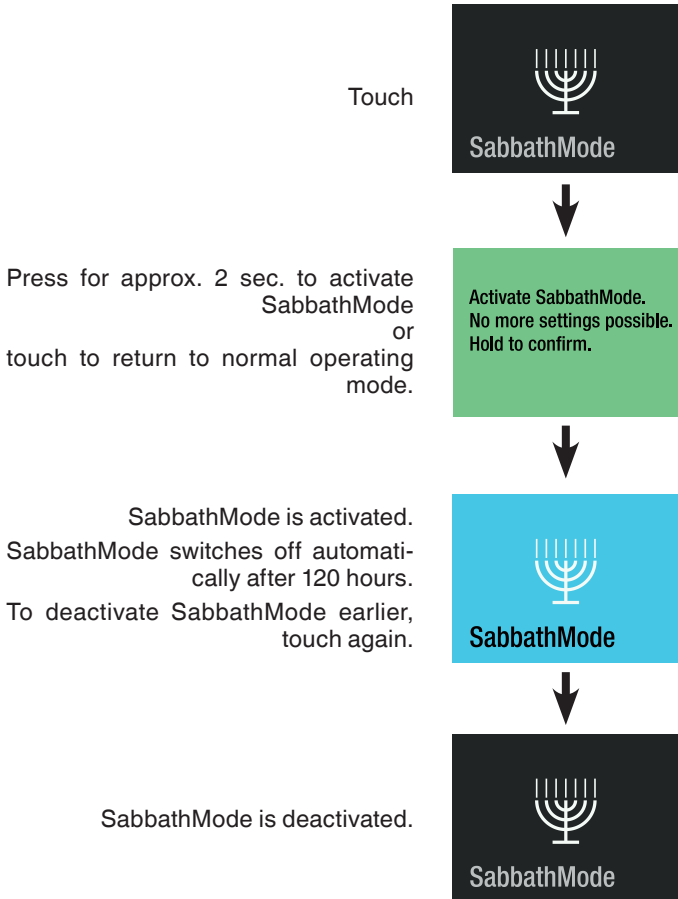 Touch
SabbathMode
Press for approx. 2 sec. to activate
SabbathMode
or
touch to return to normal operating
mode.
Activate SabbathMode.
No more settings possible.
Hold to confirm.
SabbathMode is activated.
SabbathMode switches off automati-
cally after 120 hours.
To deactivate SabbathMode earlier,
touch again.
SabbathMode
SabbathMode is deactivated.
SabbathMode